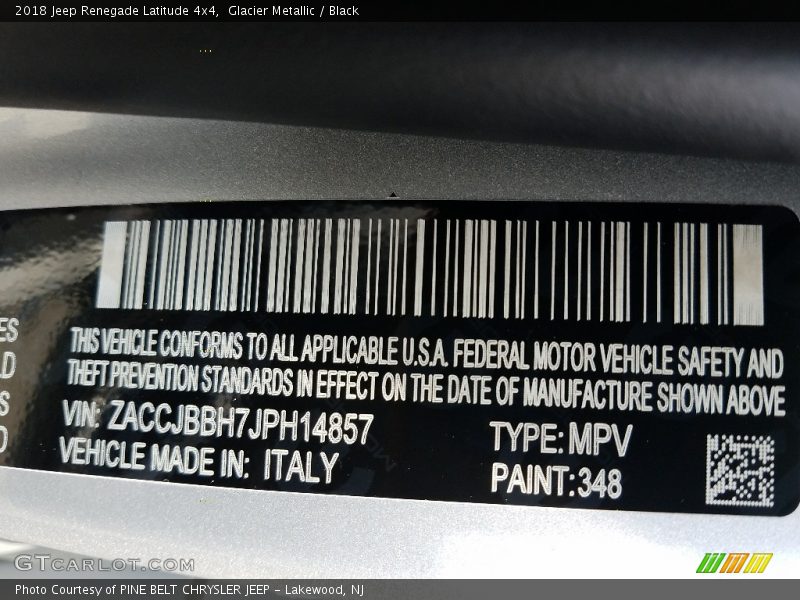 2018 Jeep Renegade Latitude 4x4,  Glacier Metallic / Black
THIS VEHICLE CONFORMS TO ALL APPLICABLE U.S.A. FEDERAL MOTOR VEHICLE SAFETY AND
THEFT PREVENTION STANDARDS IN EFFECT ON THE DATE OF MANUFACTURE SHOWN ABOVE
VIN: ZACCJBBH7JPH14857
VEHICLE MADE IN: ITALY
TYPE: MPV
PAINT: 348
GTCARLOT.COM
Photo Courtesy of PINE BELT CHRYSLER JEEP - Lakewood, NJ